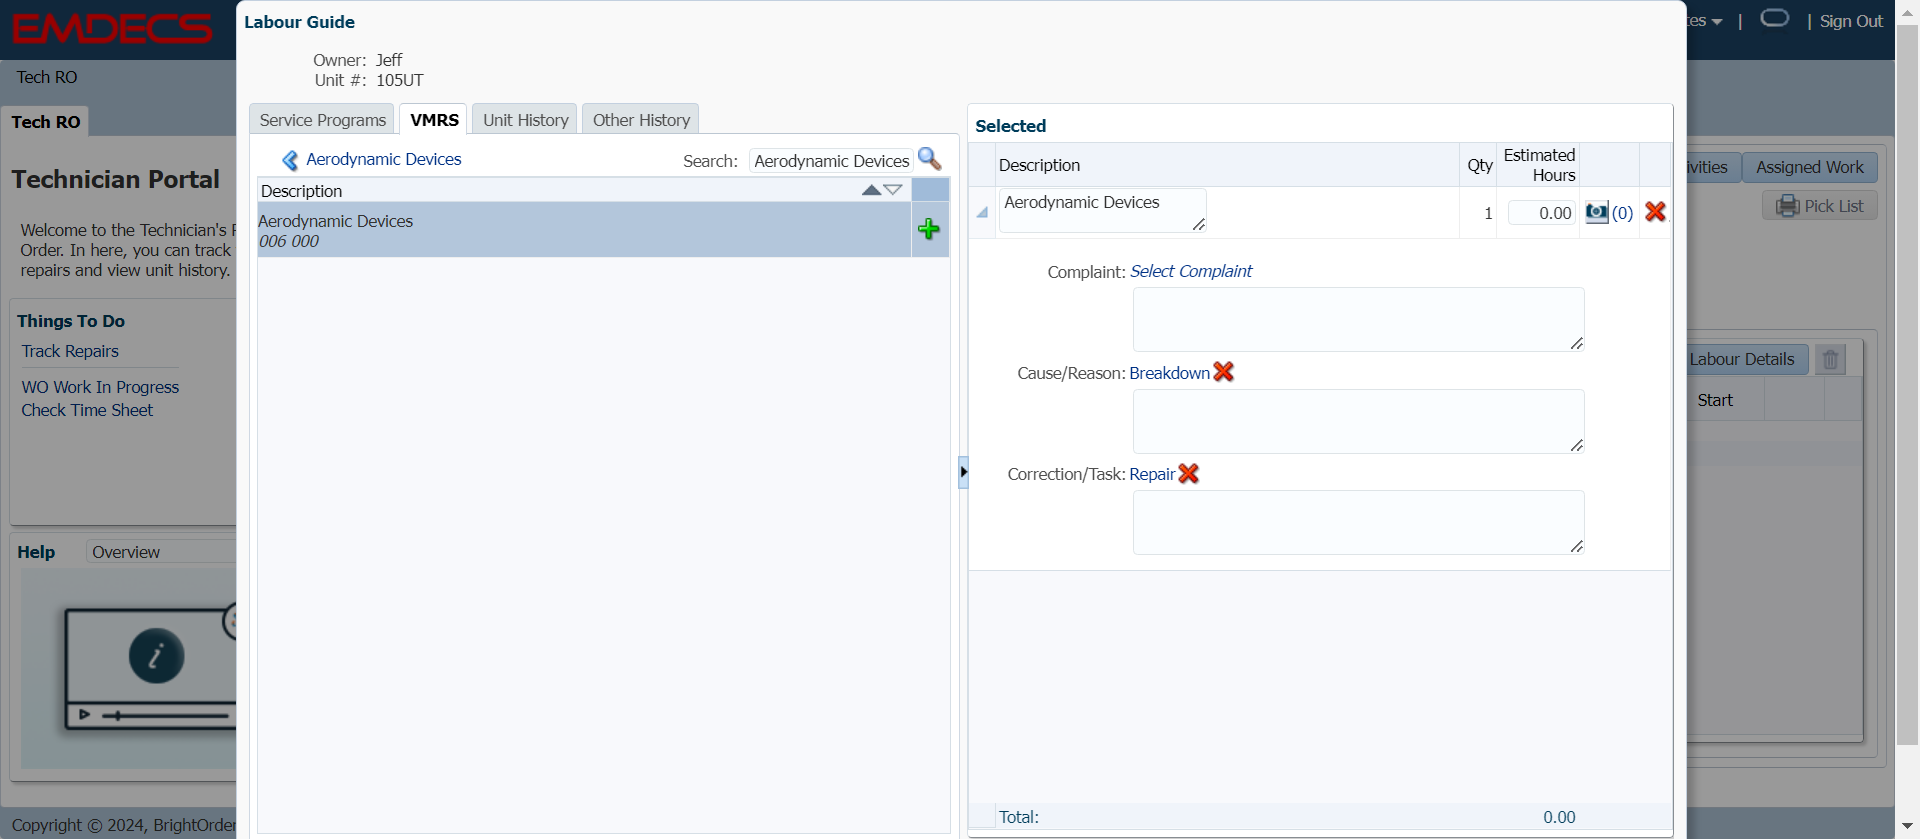 EMDECS
Labour Guide
tes
|
| Sign Out
Tech RO
Owner: Jeff
Unit #: 105UT
Tech RO
Service Programs
VMRS
Unit History
Other History
Selected
Aerodynamic Devices
Search: Aerodynamic Devices
Description
Aerodynamic Devices
006 000
Description
Qty
Estimated
Hours
Aerodynamic Devices
1
0.00
(0)
Complaint: Select Complaint
Cause/Reason: Breakdown
Correction/Task: Repair
Total:
0.00
Technician Portal
Welcome to the Technician's
Order. In here, you can track
repairs and view unit history.
Things To Do
Track Repairs
WO Work In Progress
Check Time Sheet
Help
Overview
i
ivities
Assigned Work
Pick List
Labour Details
Start
Copyright © 2024, BrightOrder